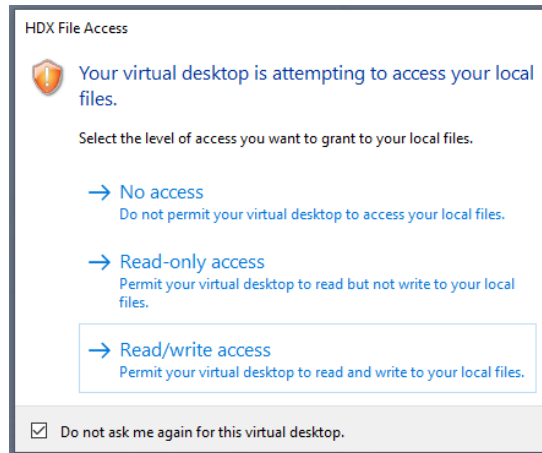 HDX File Access
Your virtual desktop is attempting to access your local
files.
Select the level of access you want to grant to your local files.
No access
Do not permit your virtual desktop to access your local files.
Read-only access
Permit your virtual desktop to read but not write to your local
files.
Read/write access
Permit your virtual desktop to read and write to your local files.
Do not ask me again for this virtual desktop.